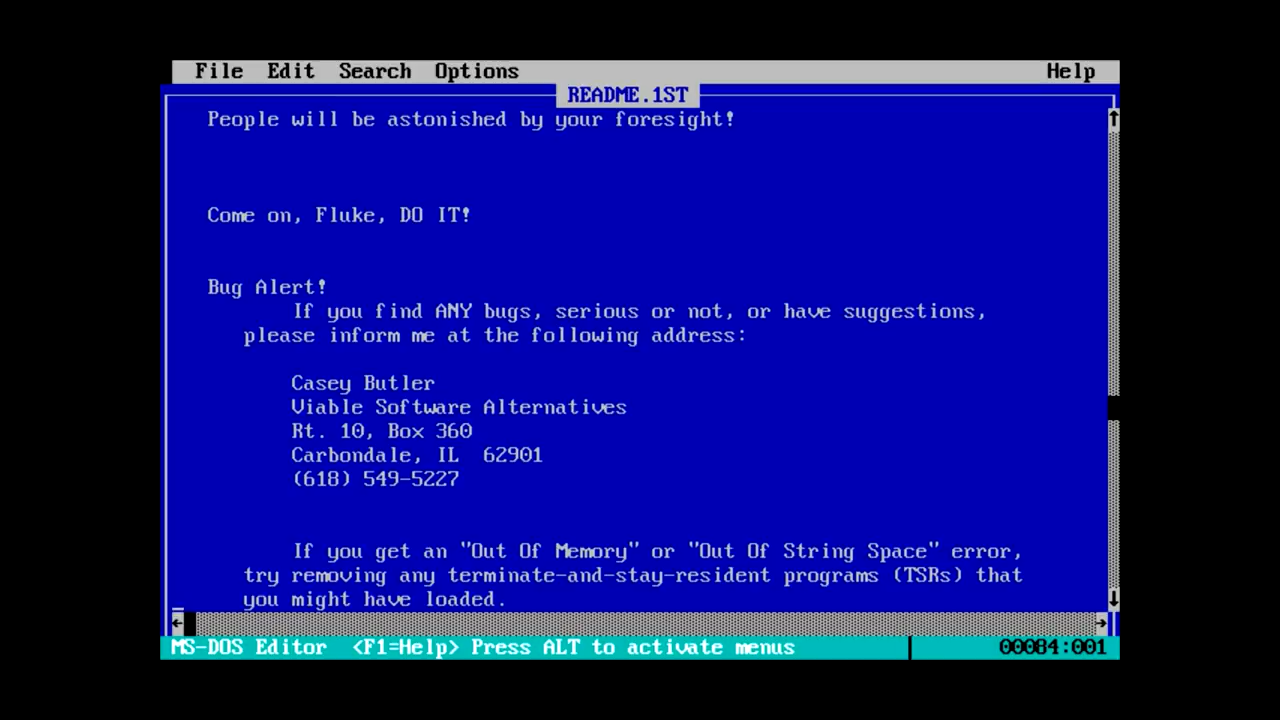 File Edit Search Options Help
README.1ST
People will be astonished by your foresight!
Come on, Fluke, DO IT!
Bug Alert!
If you find ANY bugs, serious or not, or have suggestions,
please inform me at the following address:
Casey Butler
Viable Software Alternatives
Rt. 10, Box 360
Carbondale, IL  62901
(618) 549-5227
If you get an "Out Of Memory" or "Out Of String Space" error,
try removing any terminate-and-stay-resident programs (TSRs) that
you might have loaded.
MS-DOS Editor <F1=Help> Press ALT to activate menus 00084:001